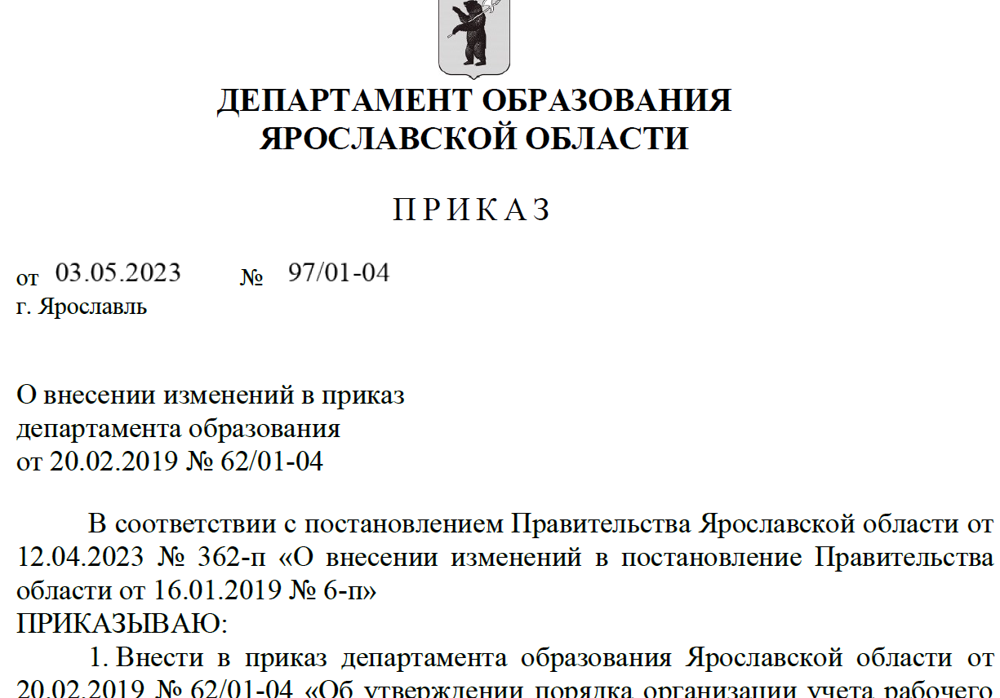 ДЕПАРТАМЕНТ ОБРАЗОВАНИЯ
ЯРОСЛАВСКОЙ ОБЛАСТИ
ПРИКАЗ
от 03.05.2023 № 97/01-04
г. Ярославль
О внесении изменений в приказ
департамента образования
от 20.02.2019 № 62/01-04
В соответствии с постановлением Правительства Ярославской области от
12.04.2023 № 362-п «О внесении изменений в постановление Правительства
области от 16.01.2019 № 6-п»
ПРИКАЗЫВАЮ:
1. Внести в приказ департамента образования Ярославской области от
20.02.2019 № 62/01-04 «Об утверждении порядка организации учета рабочего